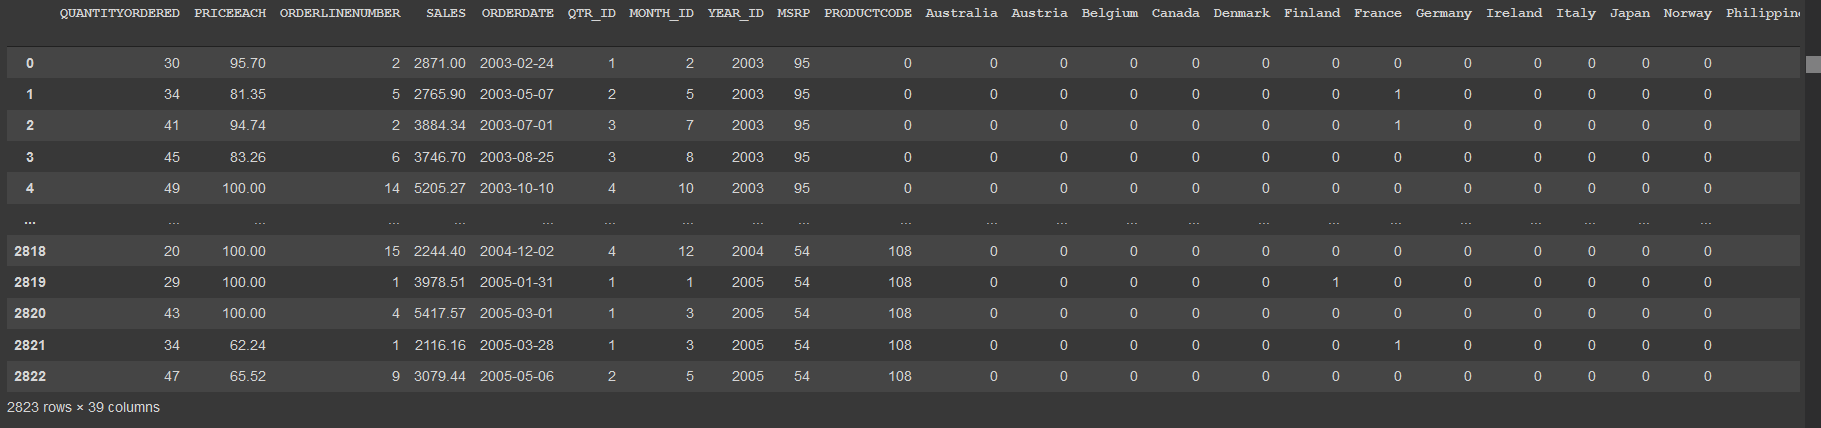 QUANTITYORDERED PRICEEACH ORDERLINENUMBER SALES ORDERDATE QTR_ID MONTH_ID YEAR_ID MSRP PRODUCTCODE Australia Austria Belgium Canada Denmark Finland France Germany Ireland Italy Japan Norway
0 30 95.70 2 2871.00 2003-02-24 1 2 2003 95 0 0 0 0 0 0 0 0 0 0 0 0 0
1 34 81.35 5 2765.90 2003-05-07 2 5 2003 95 0 0 0 0 0 0 0 1 0 0 0 0 0
2 41 94.74 2 3884.34 2003-07-01 3 7 2003 95 0 0 0 0 0 0 0 1 0 0 0 0 0
3 45 83.26 6 3746.70 2003-08-25 3 8 2003 95 0 0 0 0 0 0 0 0 0 0 0 0 0
4 49 100.00 14 5205.27 2003-10-10 4 10 2003 95 0 0 0 0 0 0 0 0 0 0 0 0 0
... ... ... ... ... ... ... ... ... ... ... ... ... ... ... ... ... ... ... ... ... ... ...
2818 20 100.00 15 2244.40 2004-12-02 4 12 2004 54 108 0 0 0 0 0 0 0 0 0 0 0 0
2819 29 100.00 1 3978.51 2005-01-31 1 1 2005 54 108 0 0 0 0 0 1 0 0 0 0 0 0
2820 43 100.00 4 5417.57 2005-03-01 1 3 2005 54 108 0 0 0 0 0 0 0 0 0 0 0 0
2821 34 62.24 1 2116.16 2005-03-28 1 3 2005 54 108 0 0 0 0 0 0 1 0 0 0 0 0
2822 47 65.52 9 3079.44 2005-05-06 2 5 2005 54 108 0 0 0 0 0 0 0 0 0 0 0 0
2823 rows × 39 columns